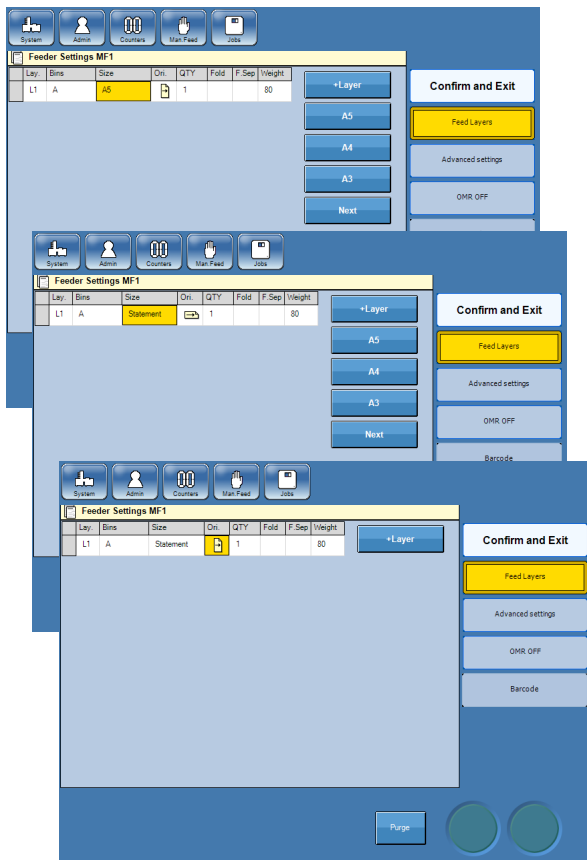 System Admin Counters Man.Feed Jobs
Feeder Settings MF1
Lay. Bins Size Ori. QTY Fold F.Sep Weight
L1 A A5 1 80
+Layer
A5
A4
A3
Next
Confirm and Exit
Feed Layers
Advanced settings
OMR OFF
System Admin Counters Man.Feed Jobs
Feeder Settings MF1
Lay. Bins Size Ori. QTY Fold F.Sep Weight
L1 A Statement 1 80
+Layer
A5
A4
A3
Next
Confirm and Exit
Feed Layers
Advanced settings
OMR OFF
Barcode
System Admin Counters Man.Feed Jobs
Feeder Settings MF1
Lay. Bins Size Ori. QTY Fold F.Sep Weight
L1 A Statement 1 80
+Layer
Confirm and Exit
Feed Layers
Advanced settings
OMR OFF
Barcode
Purge